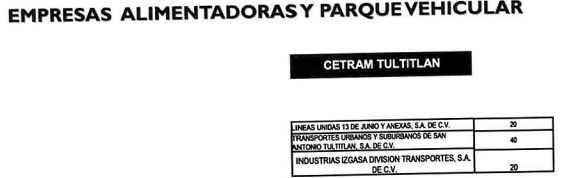 EMPRESAS ALIMENTADORAS Y PARQUE VEHICULAR
CETRAM TULTITLAN
LINEAS UNIDAS 13 DE JUNIO Y ANEXAS, S.A. DE C.V. 20
TRANSPORTES URBANOS Y SUBURBANOS DE SAN
ANTONIO TULTITLAN, S.A. DE C.V. 40
INDUSTRIAS IZGASA DIVISION TRANSPORTES, S.A.
DE C.V. 20